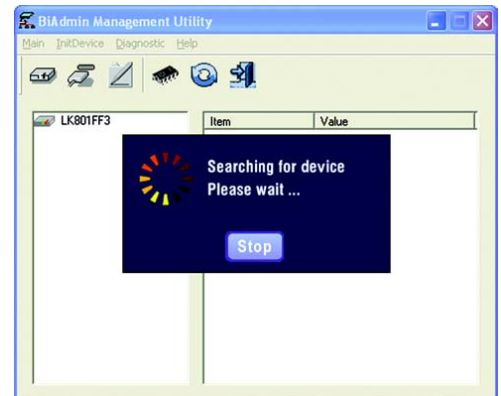 BiAdmin Management Utility
Main InitDevice Diagnostic Help
LK801FF3
Item Value
Searching for device
Please wait ...
Stop